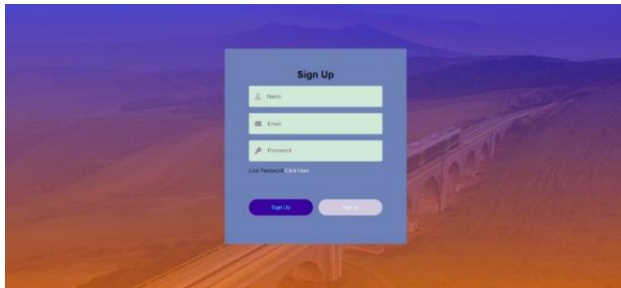 Sign Up
Name
Email
Password
Lost Password Click Here
Sign Up
Sign In